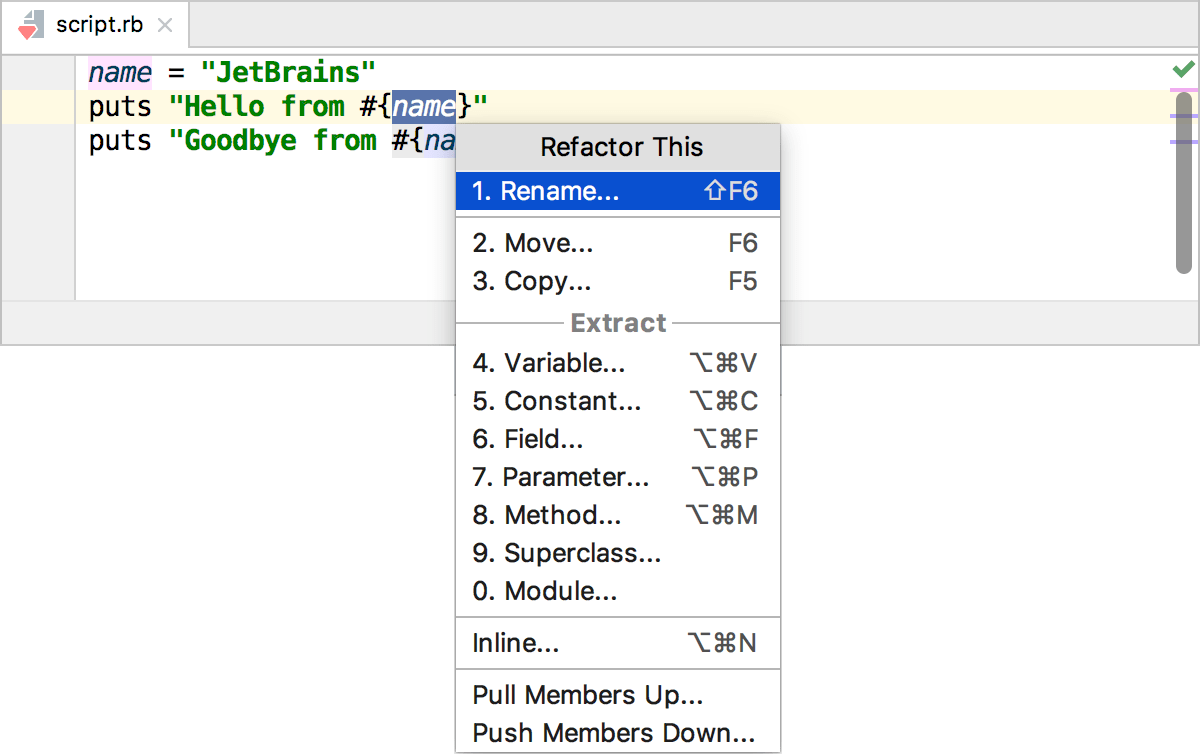 script.rb
name = "JetBrains"
puts "Hello from #{name}"
puts "Goodbye from #{na
Refactor This
1. Rename... ⇧F6
2. Move... F6
3. Copy... F5
Extract
4. Variable... ⌥⌘V
5. Constant... ⌥⌘C
6. Field... ⌥⌘F
7. Parameter... ⌥⌘P
8. Method... ⌥⌘M
9. Superclass...
0. Module...
Inline... ⌥⌘N
Pull Members Up...
Push Members Down...